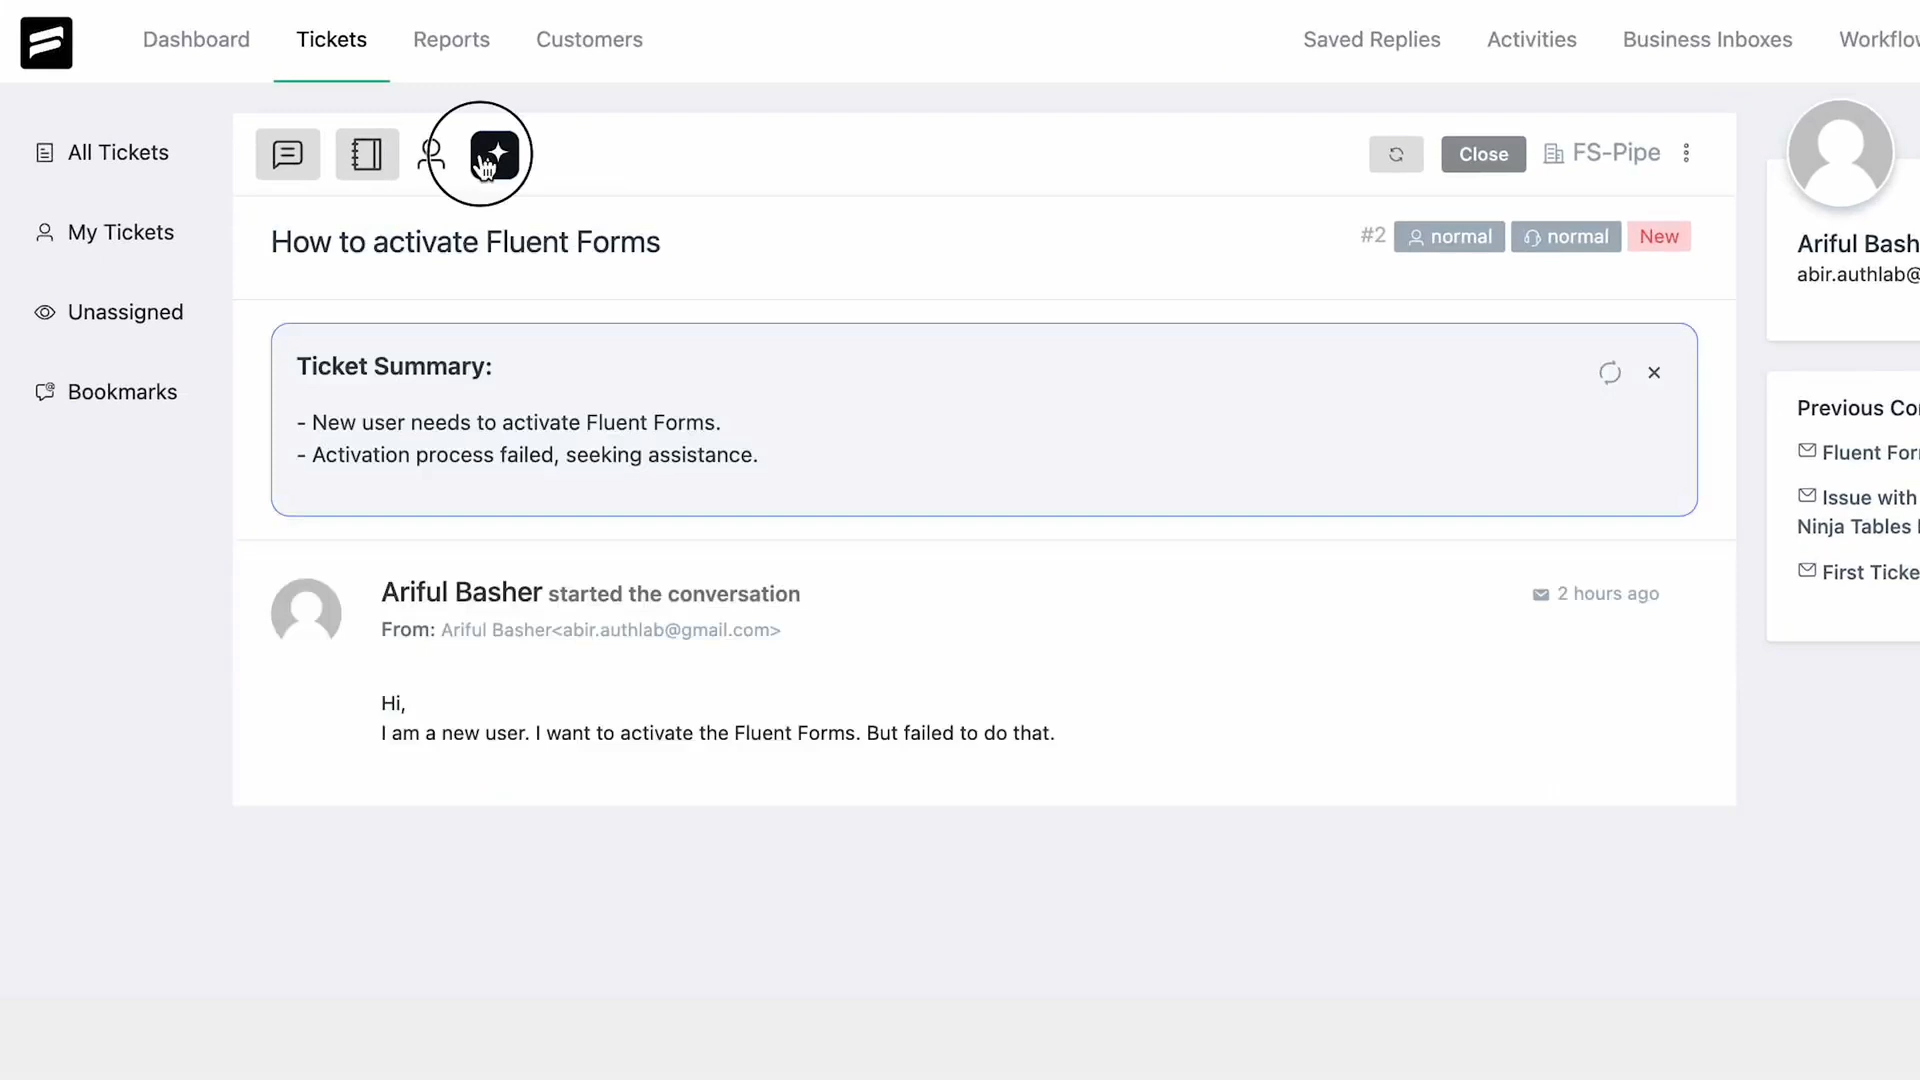 Dashboard Tickets Reports Customers Saved Replies Activities Business Inboxes
All Tickets
My Tickets
Unassigned
Bookmarks
Close FS-Pipe
How to activate Fluent Forms
#2 normal normal New
Ticket Summary:
- New user needs to activate Fluent Forms.
- Activation process failed, seeking assistance.
Ariful Basher started the conversation
2 hours ago
From: Ariful Basher<abir.authlab@gmail.com>
Hi,
I am a new user. I want to activate the Fluent Forms. But failed to do that.
Ariful Bash
abir.authlab@
Previous Co
Fluent For
Issue with
Ninja Tables
First Ticke